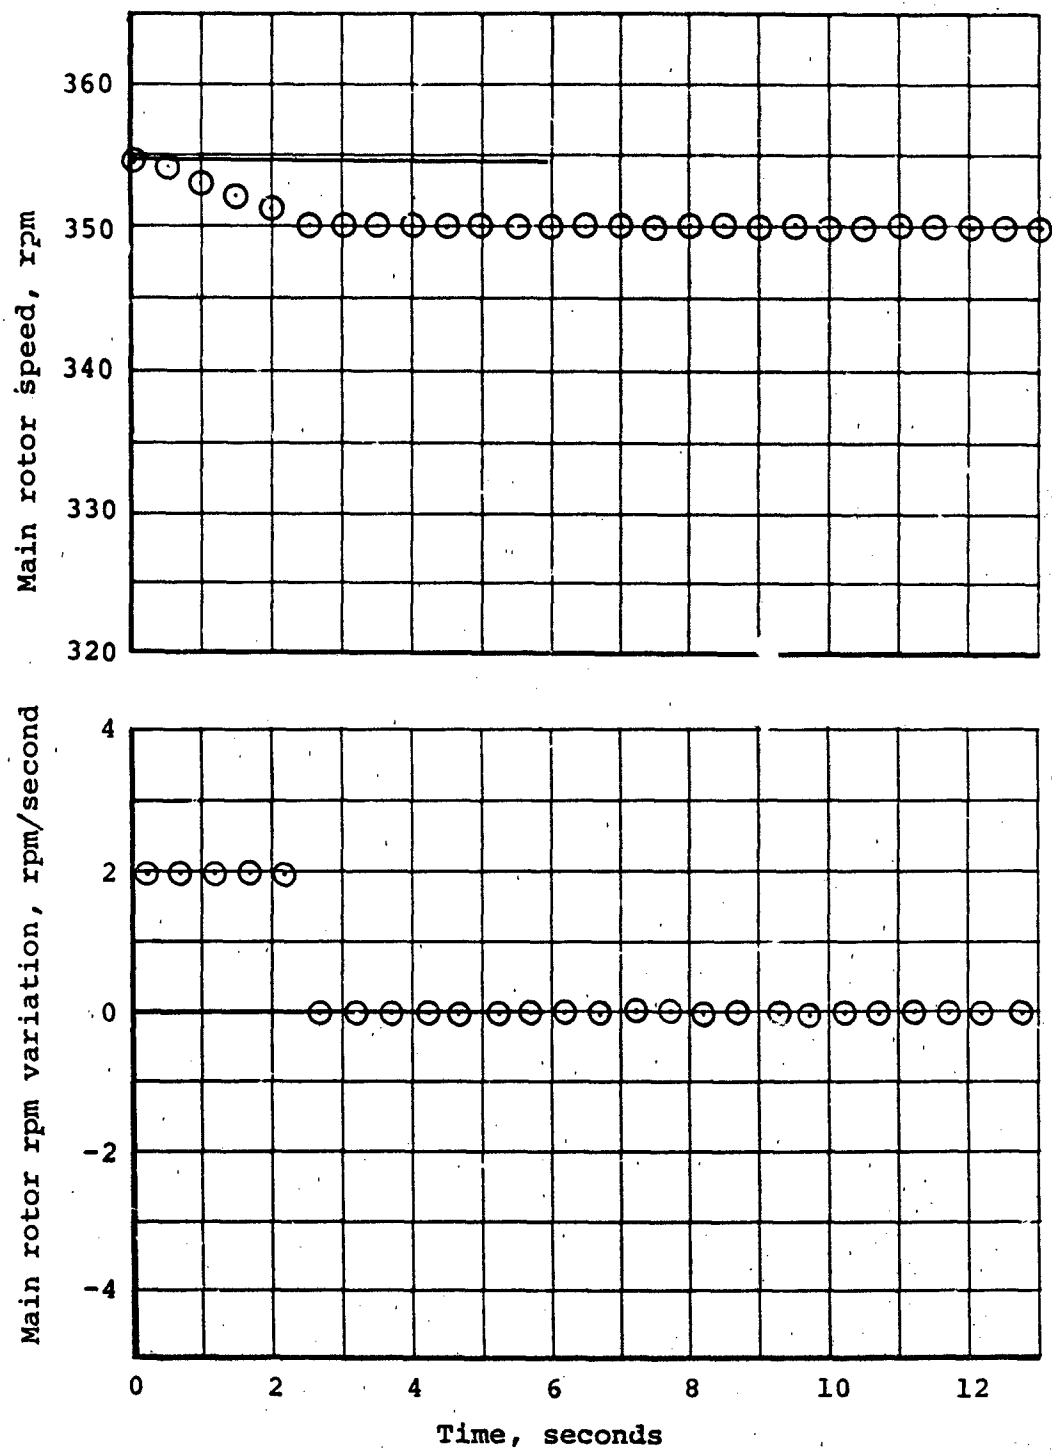 360
350
340
330
320
Main rotor speed, rpm
4
2
0
-2
-4
Main rotor rpm variation, rpm/second
0 2 4 6 8 10 12
Time, seconds